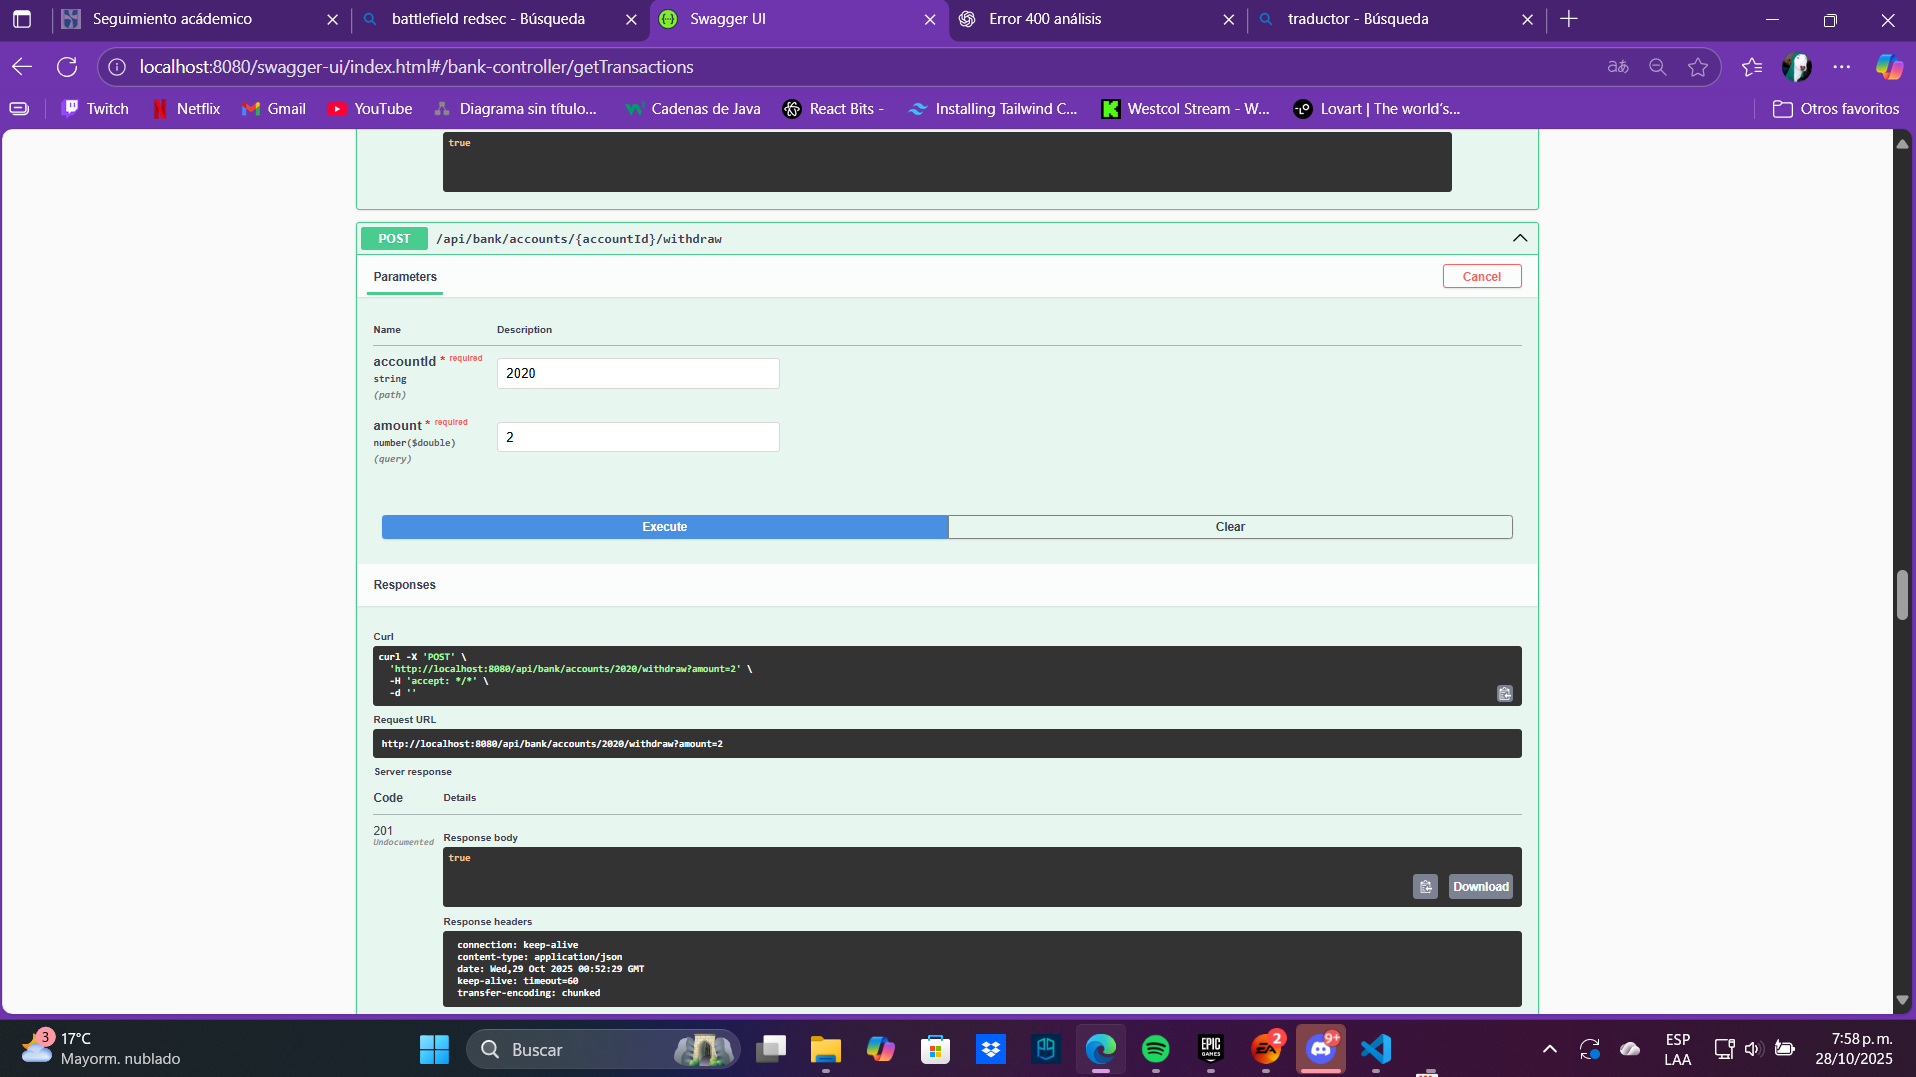 Seguimiento acádemico
battlefield redsec - Búsqueda
Swagger UI
Error 400 análisis
traductor - Búsqueda
localhost:8080/swagger-ui/index.html#/bank-controller/getTransactions
Twitch
Netflix
Gmail
YouTube
Diagrama sin título...
Cadenas de Java
React Bits -
Installing Tailwind C...
Westcol Stream - W...
Lovart | The world's...
Otros favoritos
true
POST /api/bank/accounts/{accountId}/withdraw
Parameters
Cancel
Name Description
accountId * required
string
(path)
2020
amount * required
number($double)
(query)
2
Execute
Clear
Responses
Curl
curl -X 'POST' \
'http://localhost:8080/api/bank/accounts/2020/withdraw?amount=2' \
-H 'accept: */*' \
-d ''
Request URL
http://localhost:8080/api/bank/accounts/2020/withdraw?amount=2
Server response
Code Details
201
Undocumented
Response body
true
Download
Response headers
connection: keep-alive
content-type: application/json
date: Wed,29 Oct 2025 00:52:29 GMT
keep-alive: timeout=60
transfer-encoding: chunked
3
17°C
Mayorm. nublado
Buscar
EPIC
GAMES
EA
2
9+
ESP
LAA
7:58 p. m.
28/10/2025